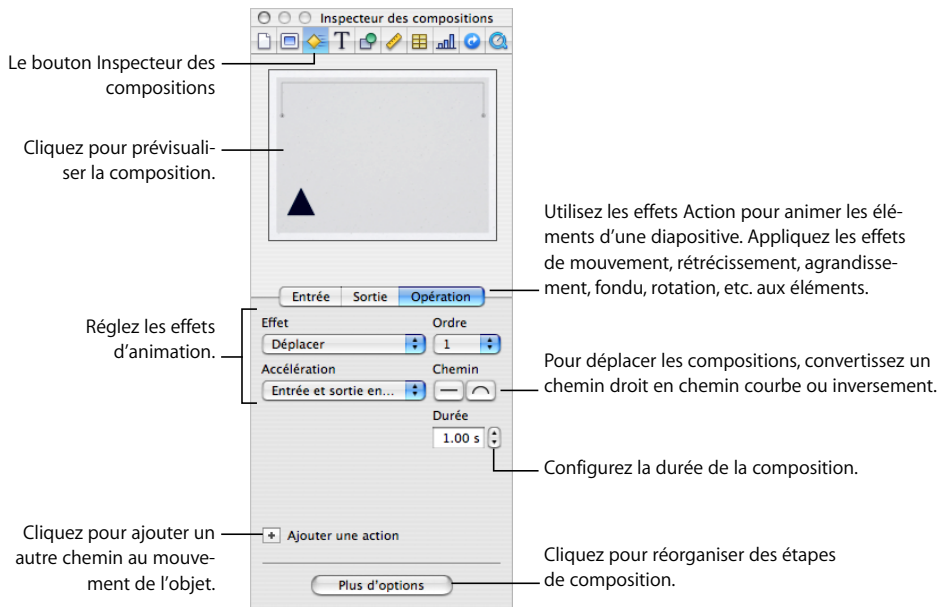 Inspecteur des compositions
Le bouton Inspecteur des
compositions
Cliquez pour prévisuali-
ser la composition.
Utilisez les effets Action pour animer les élé-
ments d'une diapositive. Appliquez les effets
de mouvement, rétrécissement, agrandisse-
ment, fondu, rotation, etc. aux éléments.
Entrée Sortie Opération
Réglez les effets
d'animation.
Effet Ordre
Déplacer 1
Accélération Chemin
Entrée et sortie en...
Pour déplacer les compositions, convertissez un
chemin droit en chemin courbe ou inversement.
Durée
1.00 s
Configurez la durée de la composition.
Cliquez pour ajouter un
autre chemin au mouve-
ment de l'objet.
Ajouter une action
Cliquez pour réorganiser des étapes
de composition.
Plus d'options